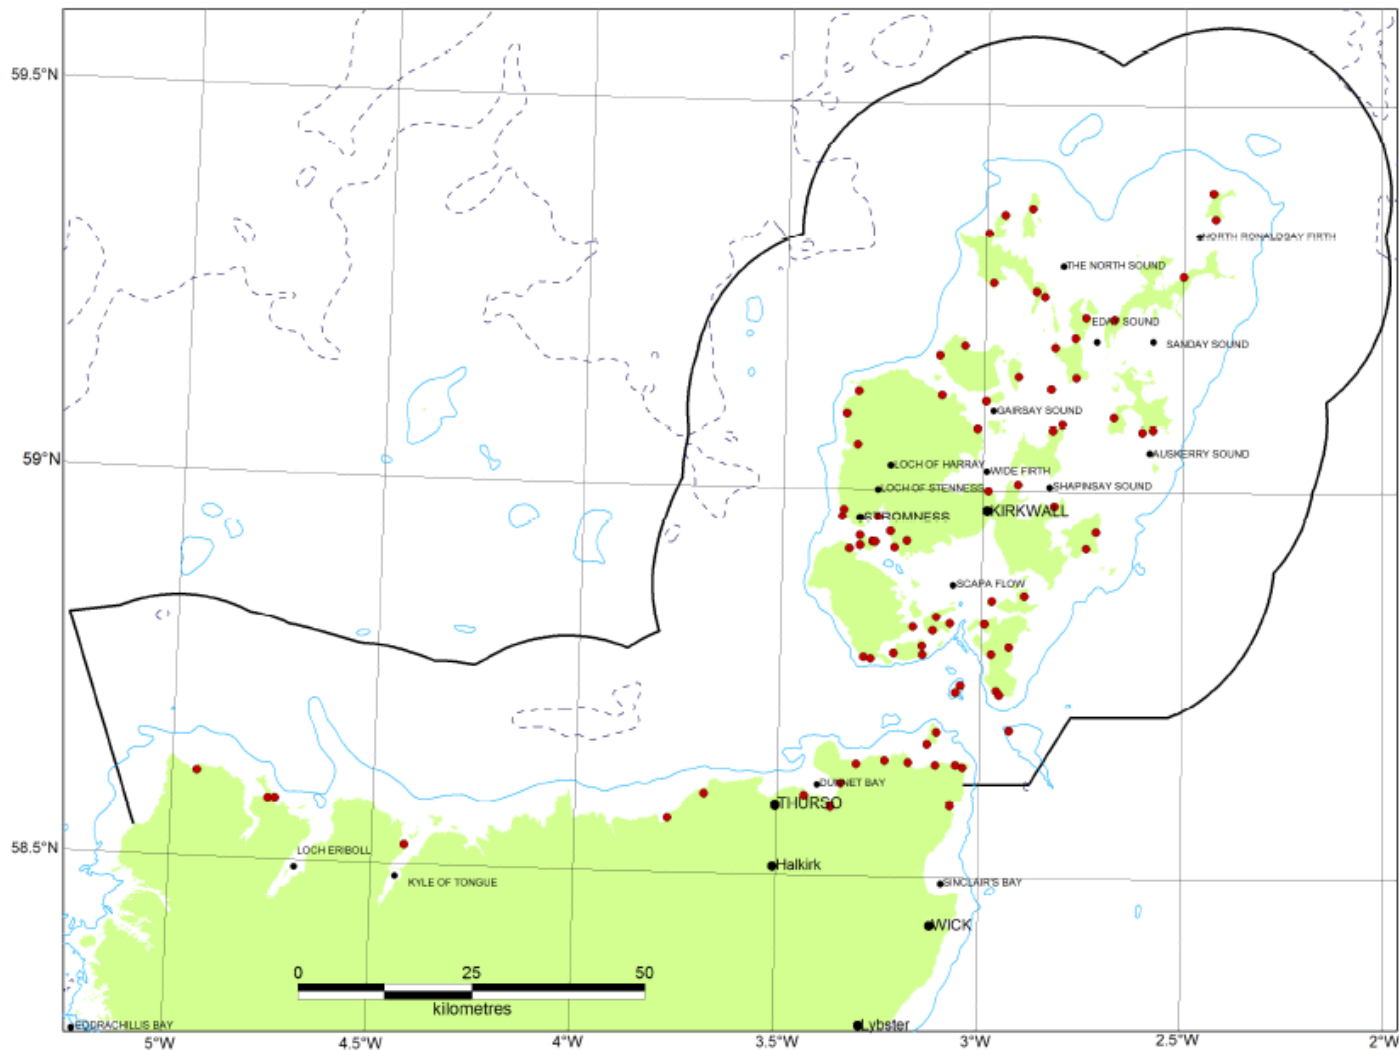 59.5°N
NORTH RONALDSAY FIRTH
THE NORTH SOUND
EDAY SOUND
SANDAY SOUND
GAIRSAY SOUND
59°N
AUSKERRY SOUND
LOCH OF HARRAY
WIDE FIRTH
LOCH OF STENNESS
SHAPINSAY SOUND
STROMNESS
KIRKWALL
SCAPA FLOW
DUNNET BAY
THURSO
58.5°N
LOCH ERIBOLL
Halkirk
KYLE OF TONGUE
SINCLAIR'S BAY
WICK
0 25 50
kilometres
EDDRACHILLIS BAY
Lybster
5°W 4.5°W 4°W 3.5°W 3°W 2.5°W 2°W